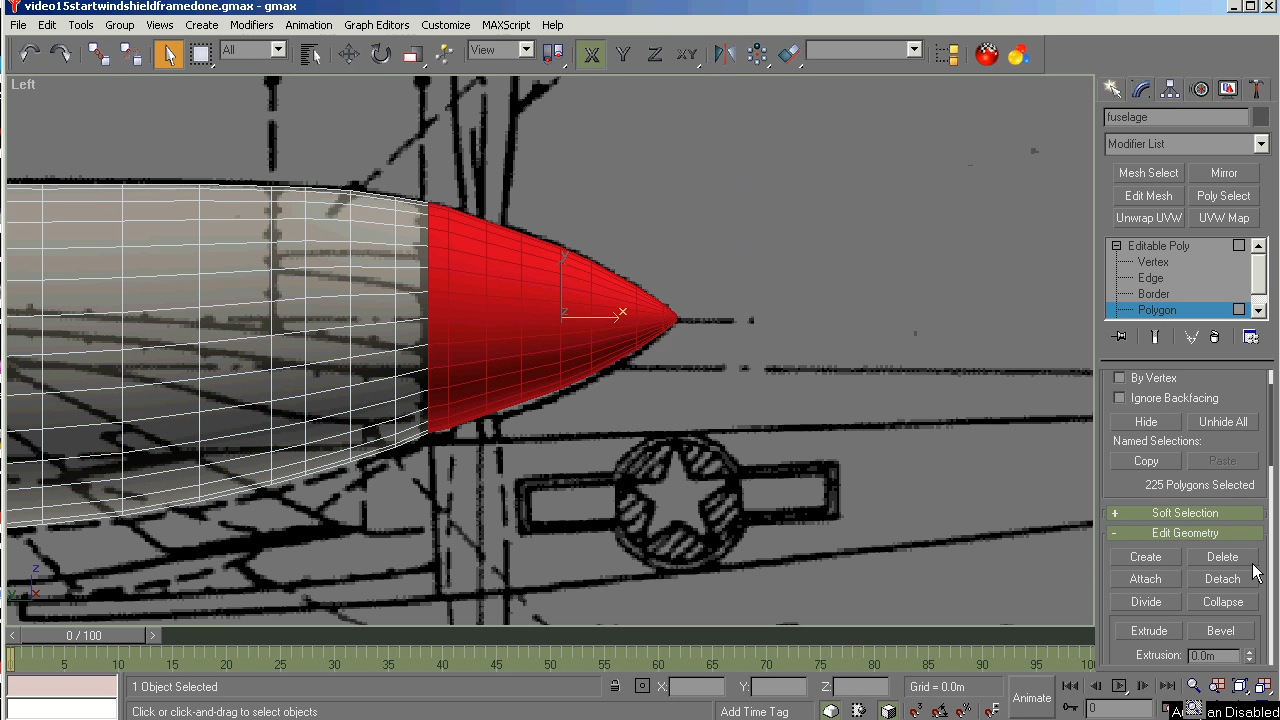 video15startwindshieldframedone.gmax - gmax
File Edit Tools Group Views Create Modifiers Animation Graph Editors Customize MAXScript Help
All View X Y Z XY
Left
fuselage
Modifier List
Mesh Select Mirror
Edit Mesh Poly Select
Unwrap UVW UVW Map
Editable Poly
Vertex
Edge
Border
Polygon
By Vertex
Ignore Backfacing
Hide Unhide All
Named Selections:
Copy Paste
225 Polygons Selected
+ Soft Selection
- Edit Geometry
Create Delete
Attach Detach
Divide Collapse
Extrude Bevel
Extrusion: 0.0m
y
z x
z
x
< 0 / 100 >
5 10 15 20 25 30 35 40 45 50 55 60 65 70 75 80 85 90 95
1 Object Selected X: Y: Z: Grid = 0.0m
Animate
Click or click-and-drag to select objects Add Time Tag
0
an Disabled